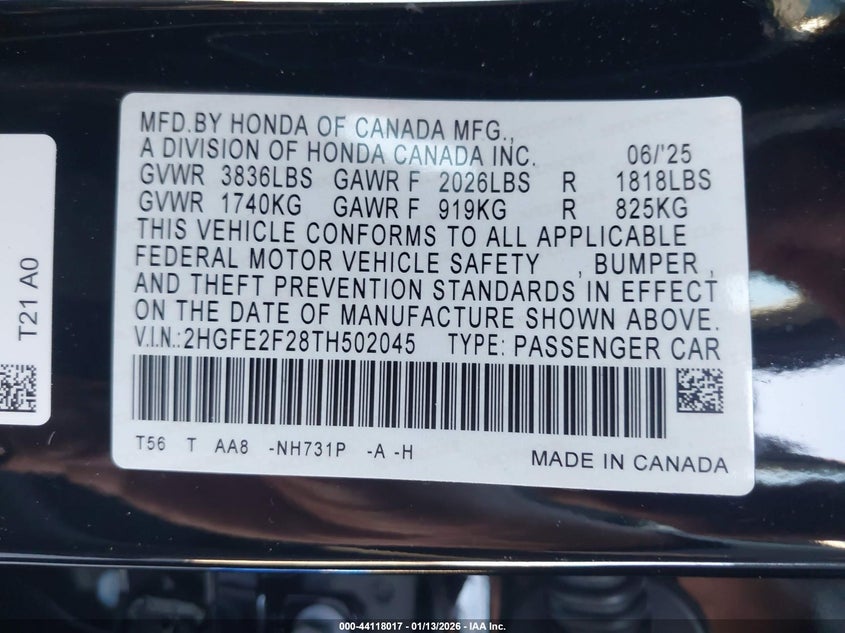 MFD.BY HONDA OF CANADA MFG.,
A DIVISION OF HONDA CANADA INC. 06/'25
GVWR 3836LBS GAWR F 2026LBS R 1818LBS
GVWR 1740KG GAWR F 919KG R 825KG
THIS VEHICLE CONFORMS TO ALL APPLICABLE
FEDERAL MOTOR VEHICLE SAFETY , BUMPER ,
AND THEFT PREVENTION STANDARDS IN EFFECT
ON THE DATE OF MANUFACTURE SHOWN ABOVE.
V.I.N.:2HGFE2F28TH502045 TYPE: PASSENGER CAR
T56 T AA8 -NH731P -A -H
MADE IN CANADA
T21 A0
000-44118017 - 01/13/2026 - IAA Inc.